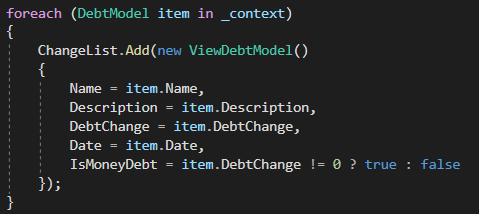 foreach (DebtModel item in _context)
{
ChangeList.Add(new ViewDebtModel()
{
Name = item.Name,
Description = item.Description,
DebtChange = item.DebtChange,
Date = item.Date,
IsMoneyDebt = item.DebtChange != 0 ? true : false
});
}